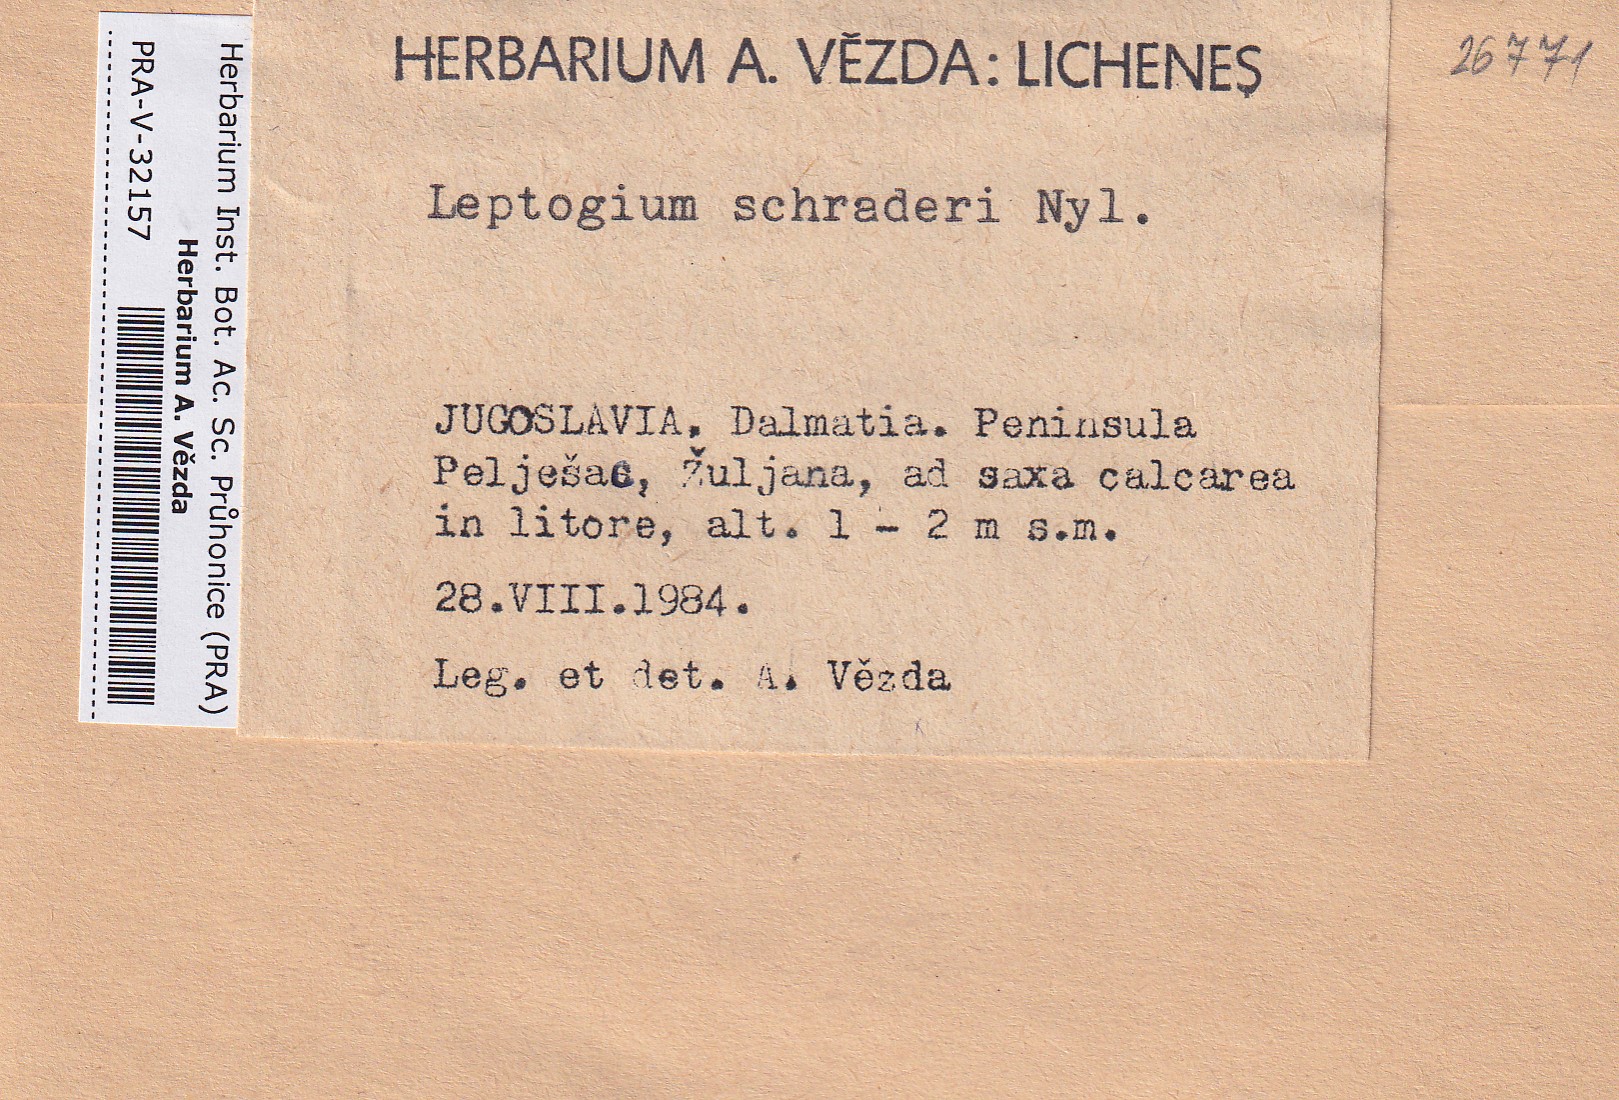 HERBARIUM A. VĚZDA: LICHENES
26771
Leptogium schraderi Nyl.
JUGOSLAVIA. Dalmatia. Peninsula
Pelješac, Žuljana, ad saxa calcarea
in litore, alt. 1 - 2 m s.m.
28.VIII.1984.
Leg. et det. A. Vězda
Herbarium Inst. Bot. Ac. Sc. Průhonice (PRA)
Herbarium A. Vězda
PRA-V-32157